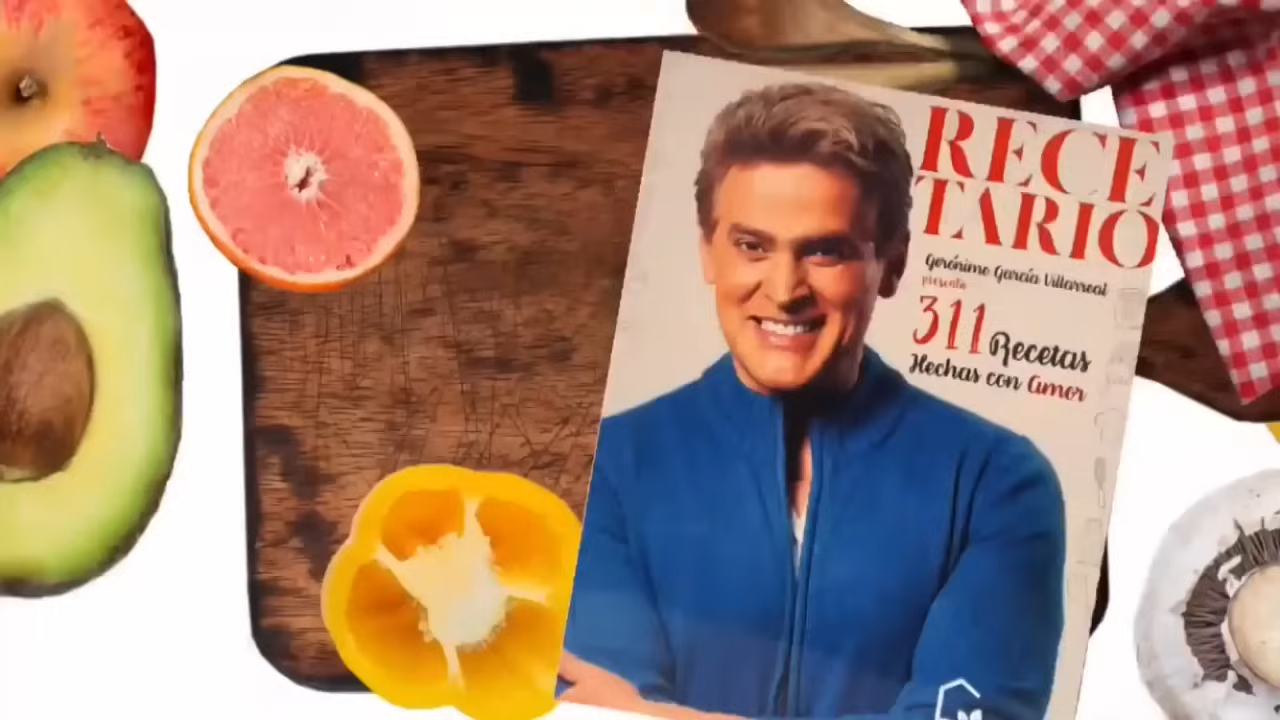 RECE
TARIO
Gerónimo García Villarreal
presenta
311 Recetas
Hechas con amor